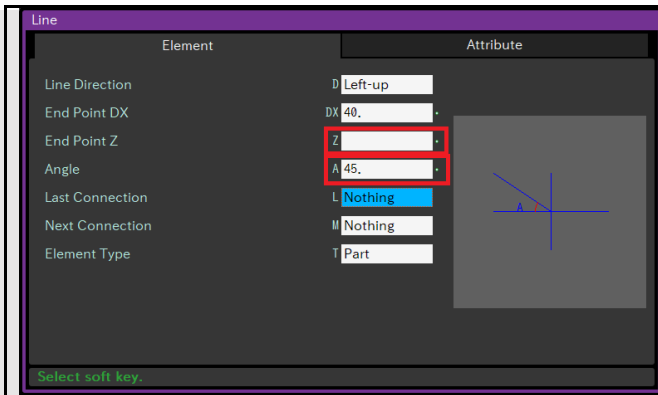 Line
Element Attribute
Line Direction D Left-up
End Point DX DX 40.
End Point Z Z
Angle A 45.
Last Connection L Nothing
Next Connection M Nothing
Element Type T Part
A
Select soft key.